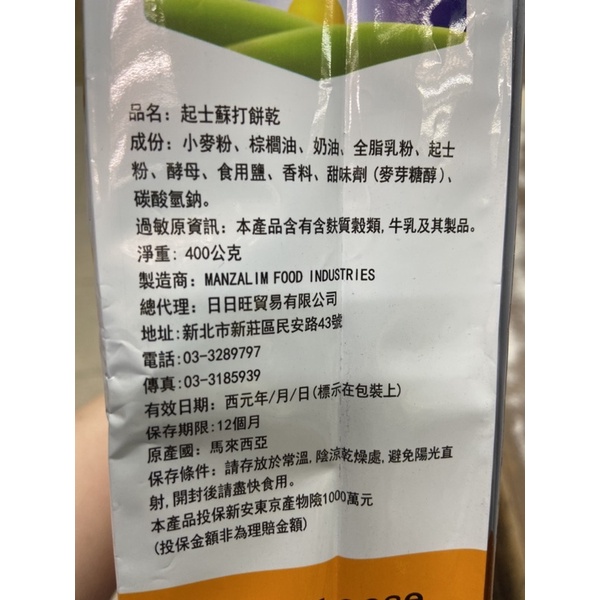 品名: 起士蘇打餅乾
成份: 小麥粉、棕櫚油、奶油、全脂乳粉、起士
粉、酵母、食用鹽、香料、甜味劑(麥芽糖醇)、
碳酸氫鈉。
過敏原資訊: 本產品含有含麩質穀類,牛乳及其製品。
淨重: 400公克
製造商: MANZALIM FOOD INDUSTRIES
總代理: 日日旺貿易有限公司
地址:新北市新莊區民安路43號
電話:03-3289797
傳真:03-3185939
有效日期: 西元年/月/日(標示在包裝上)
保存期限:12個月
原產國: 馬來西亞
保存條件: 請存放於常溫,陰涼乾燥處,避免陽光直
射,開封後請盡快食用。
本產品投保新安東京產物險1000萬元
(投保金額非為理賠金額)